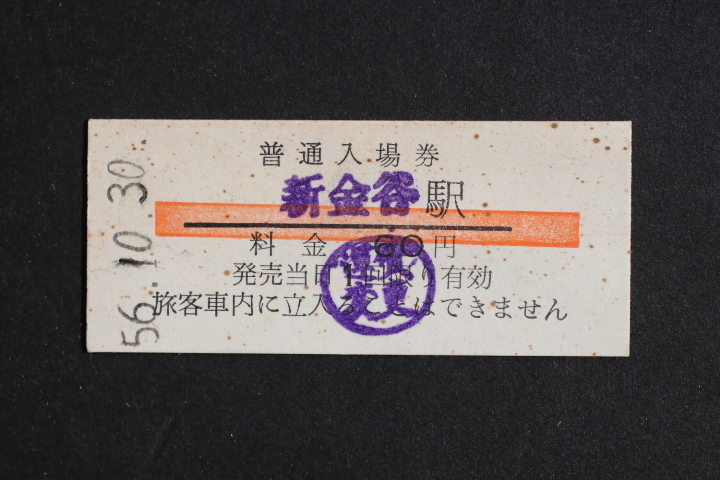 普通入場券
新金谷駅
料金 60円
発売当日1回限り有効
旅客車内に立入ることはできません
56.10.30